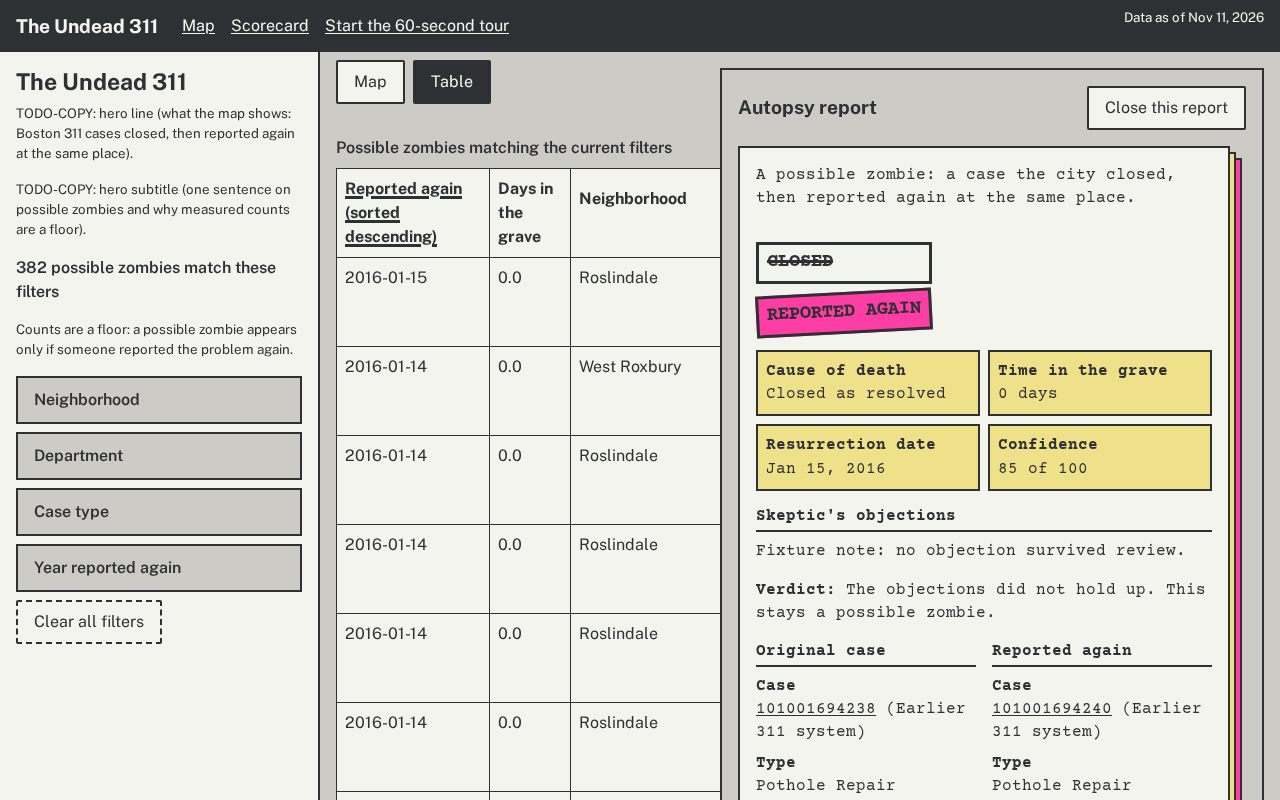 The Undead 311
Map
Scorecard
Start the 60-second tour
Data as of Nov 11, 2026
The Undead 311
TODO-COPY: hero line (what the map shows:
Boston 311 cases closed, then reported again
at the same place).
TODO-COPY: hero subtitle (one sentence on
possible zombies and why measured counts
are a floor).
382 possible zombies match these
filters
Counts are a floor: a possible zombie appears
only if someone reported the problem again.
Neighborhood
Department
Case type
Year reported again
Clear all filters
Map
Table
Possible zombies matching the current filters
Reported again
(sorted
descending)
Days in
the
grave
Neighborhood
2016-01-15 0.0 Roslindale
2016-01-14 0.0 West Roxbury
2016-01-14 0.0 Roslindale
2016-01-14 0.0 Roslindale
2016-01-14 0.0 Roslindale
2016-01-14 0.0 Roslindale
Autopsy report
Close this report
A possible zombie: a case the city closed,
then reported again at the same place.
CLOSED
REPORTED AGAIN
Cause of death
Closed as resolved
Time in the grave
0 days
Resurrection date
Jan 15, 2016
Confidence
85 of 100
Skeptic's objections
Fixture note: no objection survived review.
Verdict: The objections did not hold up. This
stays a possible zombie.
Original case
Case
101001694238 (Earlier
311 system)
Type
Pothole Repair
Reported again
Case
101001694240 (Earlier
311 system)
Type
Pothole Repair